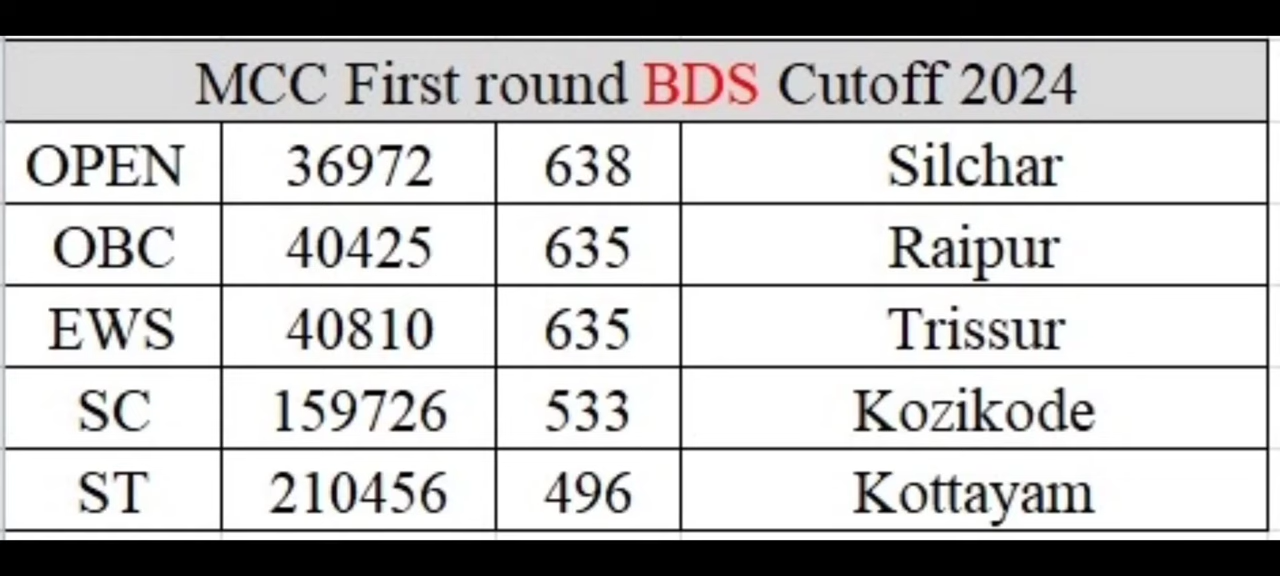 MCC First round BDS Cutoff 2024
OPEN 36972 638 Silchar
OBC 40425 635 Raipur
EWS 40810 635 Trissur
SC 159726 533 Kozikode
ST 210456 496 Kottayam